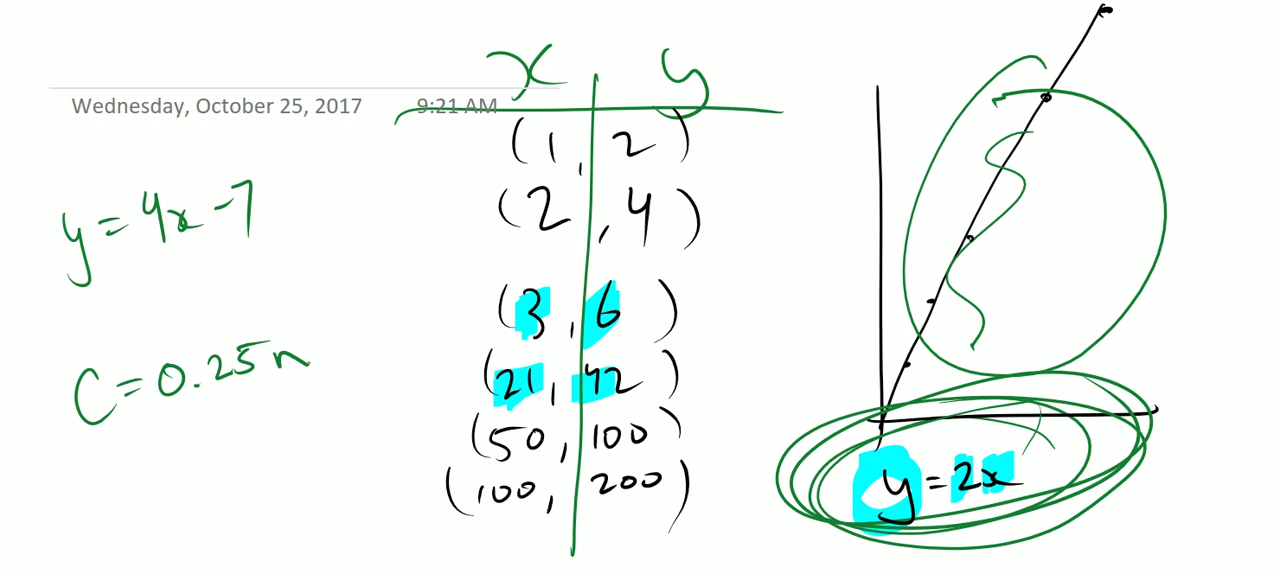 x y
Wednesday, October 25, 2017 9:21 AM
(1, 2)
y = 4x - 7
(2, 4)
(3, 6)
C = 0.25n
(21, 42)
(50, 100)
(100, 200)
y = 2x